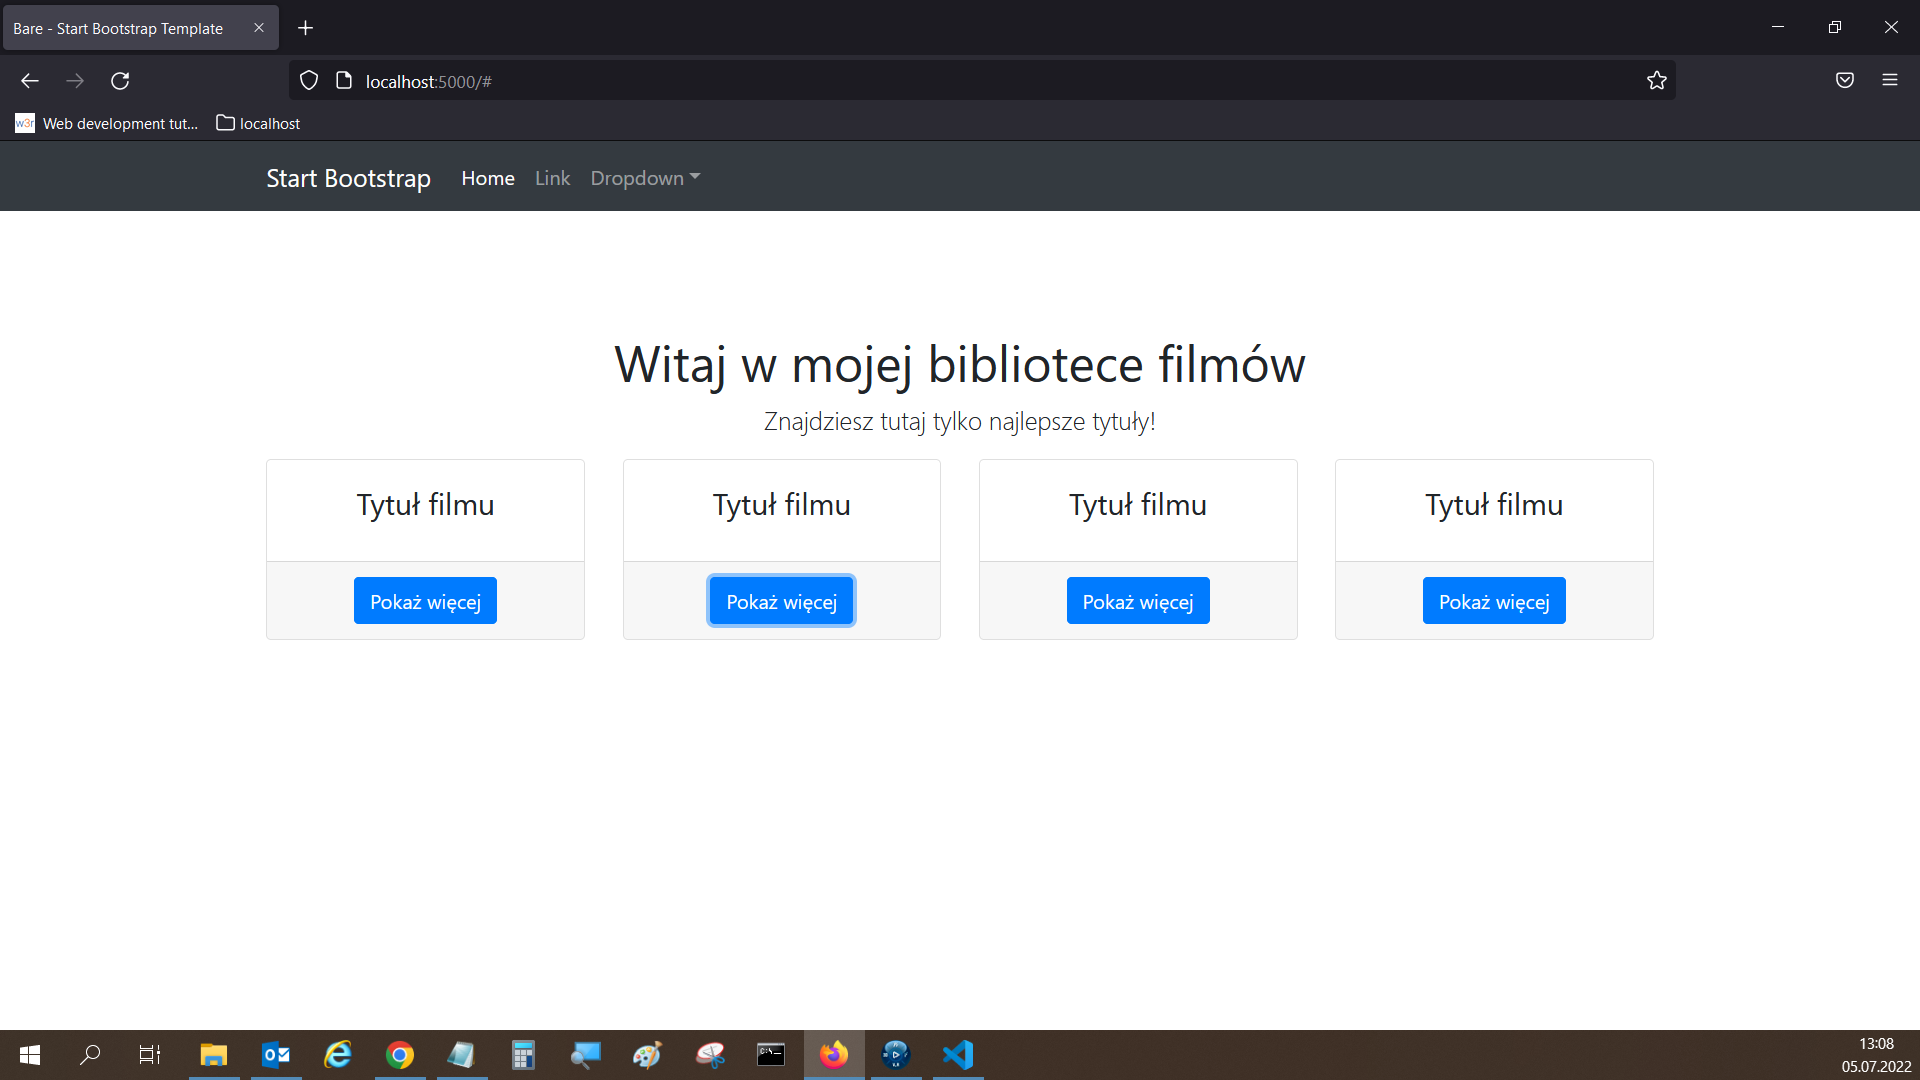 Bare - Start Bootstrap Template
localhost:5000/#
w3r Web development tut... localhost
Start Bootstrap Home Link Dropdown
Witaj w mojej bibliotece filmów
Znajdziesz tutaj tylko najlepsze tytuły!
Tytuł filmu Tytuł filmu Tytuł filmu Tytuł filmu
Pokaż więcej Pokaż więcej Pokaż więcej Pokaż więcej
13:08
05.07.2022